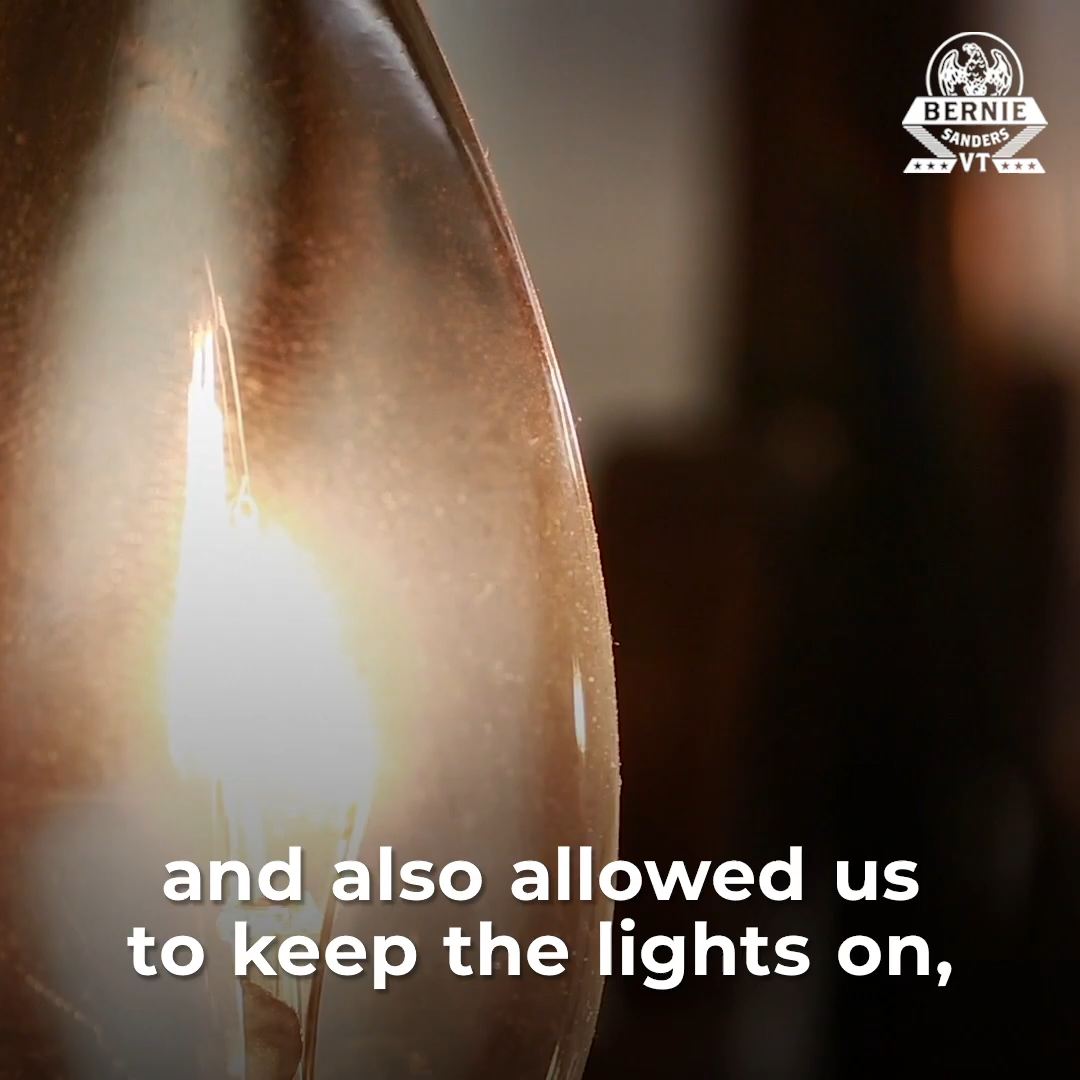 BERNIE
SANDERS
VT
and also allowed us
to keep the lights on,